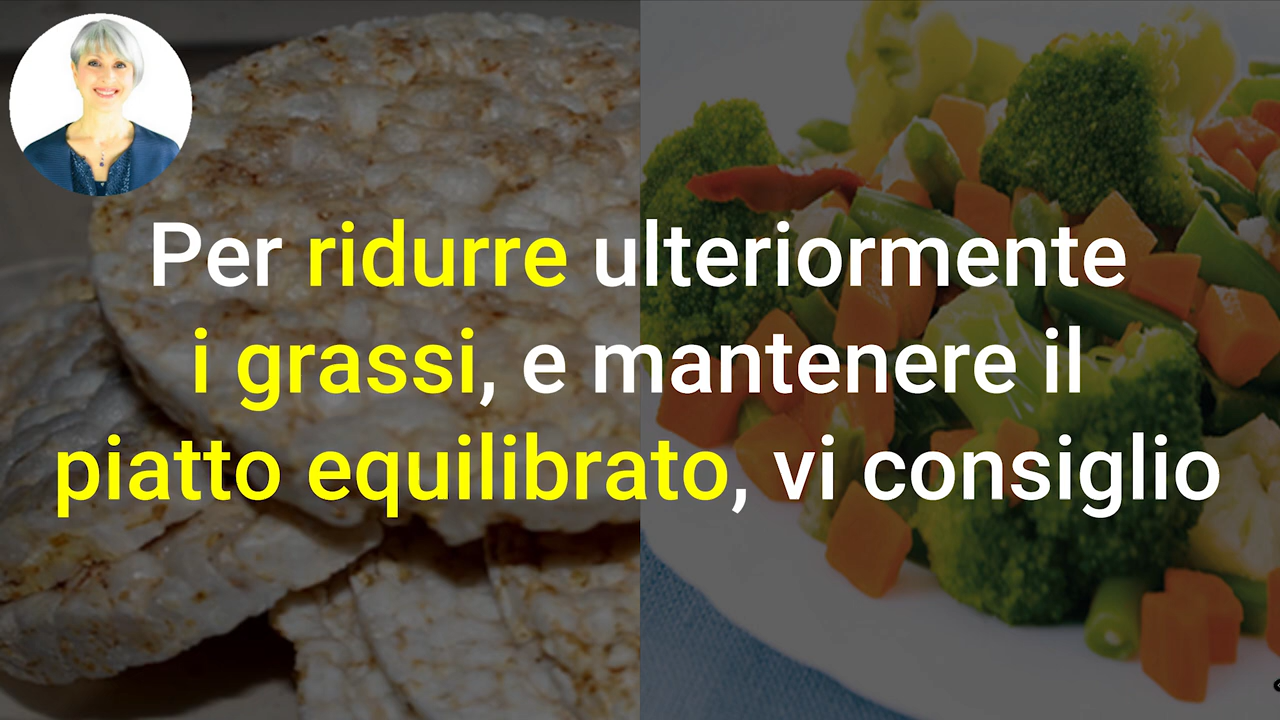 Per ridurre ulteriormente
i grassi, e mantenere il
piatto equilibrato, vi consiglio